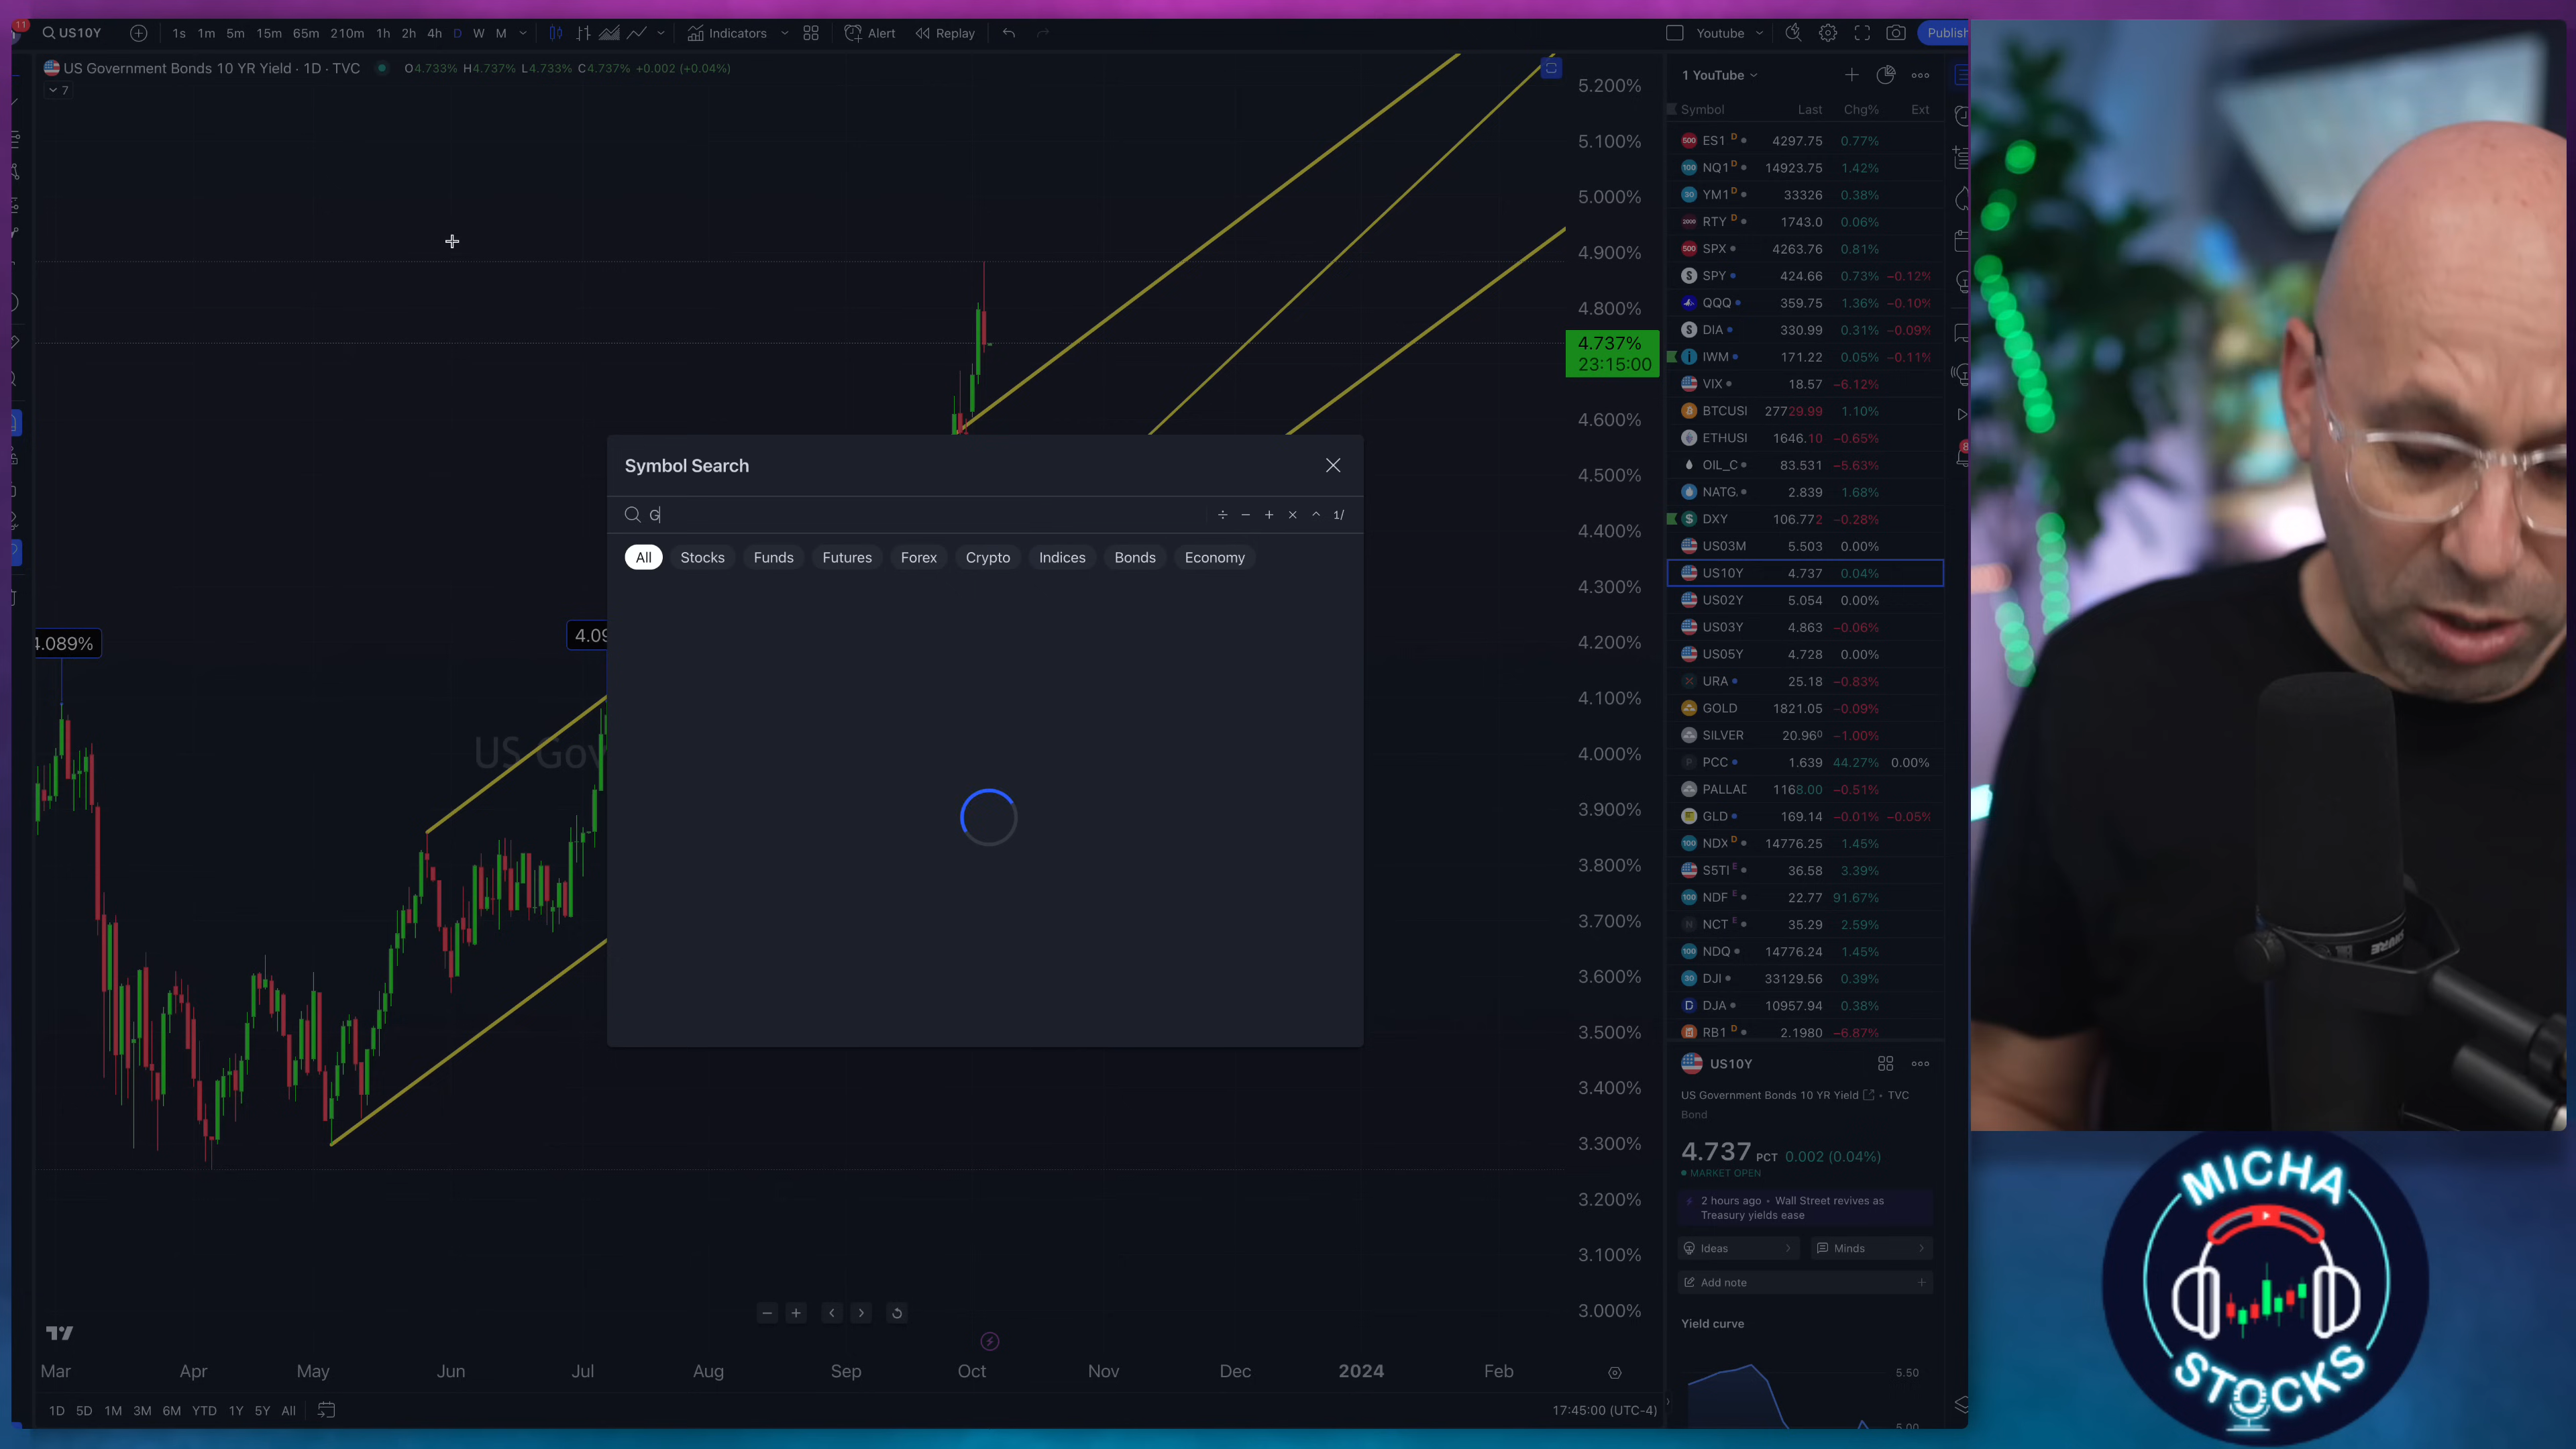 11
US10Y
1s 1m 5m 15m 65m 210m 1h 2h 4h D W M
Indicators
Alert
Replay
Youtube
Publish
US Government Bonds 10 YR Yield · 1D · TVC
O4.733% H4.737% L4.733% C4.737% +0.002 (+0.04%)
7
5.200%
5.100%
5.000%
4.900%
4.800%
4.737%
23:15:00
4.600%
4.500%
4.400%
4.300%
4.200%
4.100%
4.000%
3.900%
3.800%
3.700%
3.600%
3.500%
3.400%
3.300%
3.200%
3.100%
3.000%
4.089%
4.09
US Gov
Symbol Search
G
÷ − + × 1/
All Stocks Funds Futures Forex Crypto Indices Bonds Economy
Mar Apr May Jun Jul Aug Sep Oct Nov Dec 2024 Feb
1D 5D 1M 3M 6M YTD 1Y 5Y All
17:45:00 (UTC-4)
1 YouTube
Symbol Last Chg% Ext
ES1 D 4297.75 0.77%
NQ1 D 14923.75 1.42%
YM1 D 33326 0.38%
RTY D 1743.0 0.06%
SPX 4263.76 0.81%
SPY 424.66 0.73% −0.12%
QQQ 359.75 1.36% −0.10%
DIA 330.99 0.31% −0.09%
IWM 171.22 0.05% −0.11%
VIX 18.57 −6.12%
BTCUSI 27729.99 1.10%
ETHUSI 1646.10 −0.65%
OIL_C 83.531 −5.63%
NATG. 2.839 1.68%
DXY 106.772 −0.28%
US03M 5.503 0.00%
US10Y 4.737 0.04%
US02Y 5.054 0.00%
US03Y 4.863 −0.06%
US05Y 4.728 0.00%
URA 25.18 −0.83%
GOLD 1821.05 −0.09%
SILVER 20.960 −1.00%
PCC 1.639 44.27% 0.00%
PALLAD 1168.00 −0.51%
GLD 169.14 −0.01% −0.05%
NDX D 14776.25 1.45%
S5TI E 36.58 3.39%
NDF E 22.77 91.67%
NCT E 35.29 2.59%
NDQ 14776.24 1.45%
DJI 33129.56 0.39%
DJA 10957.94 0.38%
RB1 D 2.1980 −6.87%
US10Y
US Government Bonds 10 YR Yield · TVC
Bond
4.737 PCT 0.002 (0.04%)
MARKET OPEN
2 hours ago · Wall Street revives as
Treasury yields ease
Ideas
Minds
Add note
Yield curve
5.50
5.00
SHURE
MICHA
STOCKS